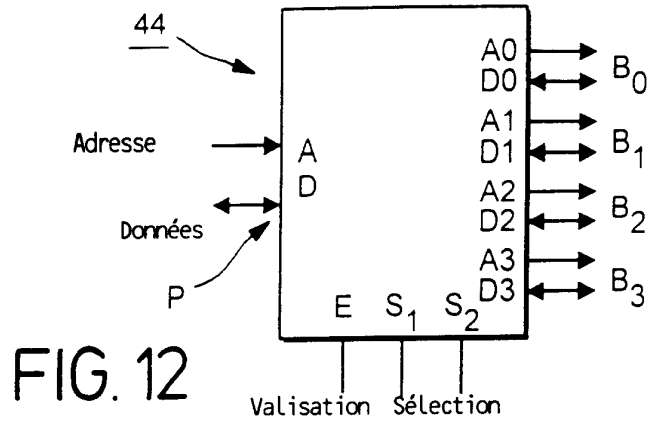 44
A0
D0
B0
Adresse
A
A1
D1
B1
D
A2
D2
B2
Données
A3
D3
B3
P
E S1 S2
FIG. 12
Valisation Sélection